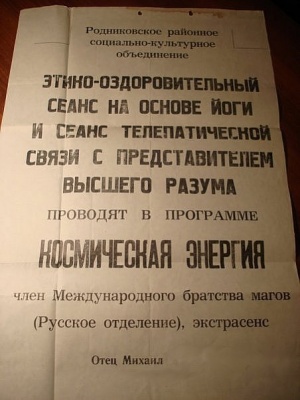 Родниковское районное
социально-культурное
объединение
ЭТИКО-ОЗДОРОВИТЕЛЬНЫЙ
СЕАНС НА ОСНОВЕ ЙОГИ
И СЕАНС ТЕЛЕПАТИЧЕСКОЙ
СВЯЗИ С ПРЕДСТАВИТЕЛЕМ
ВЫСШЕГО РАЗУМА
ПРОВОДЯТ В ПРОГРАММЕ
КОСМИЧЕСКАЯ ЭНЕРГИЯ
член Международного братства магов
(Русское отделение), экстрасенс
Отец Михаил